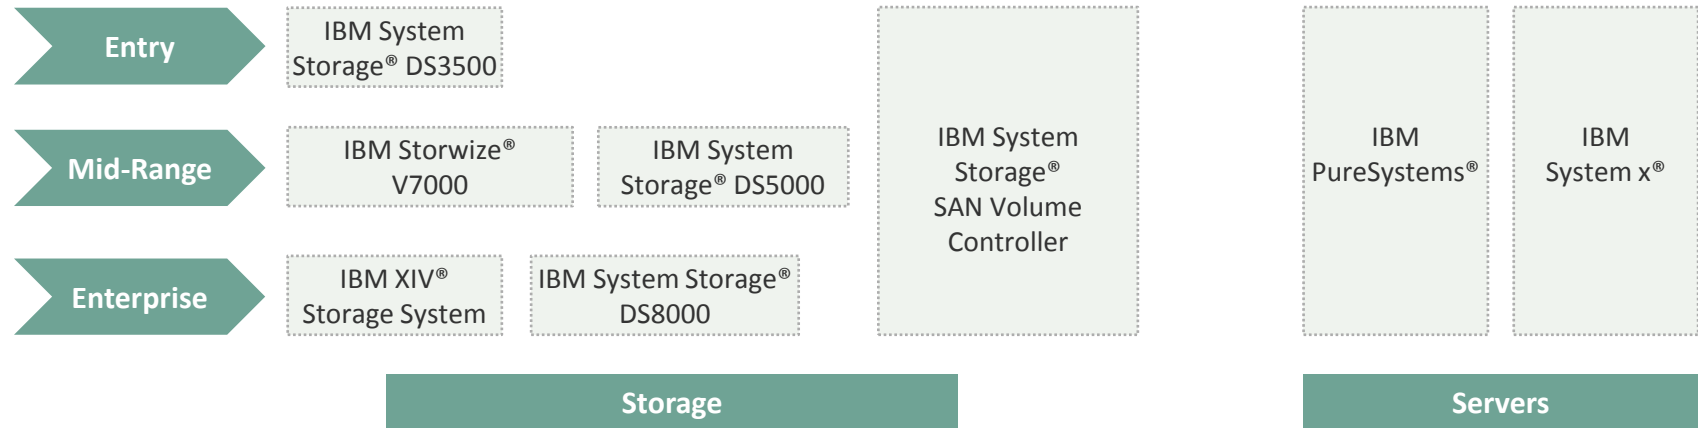 Entry
IBM System
Storage® DS3500
Mid-Range
IBM Storwize®
V7000
IBM System
Storage® DS5000
Enterprise
IBM XIV®
Storage System
IBM System Storage®
DS8000
IBM System
Storage®
SAN Volume
Controller
IBM
PureSystems®
IBM
System x®
Storage
Servers